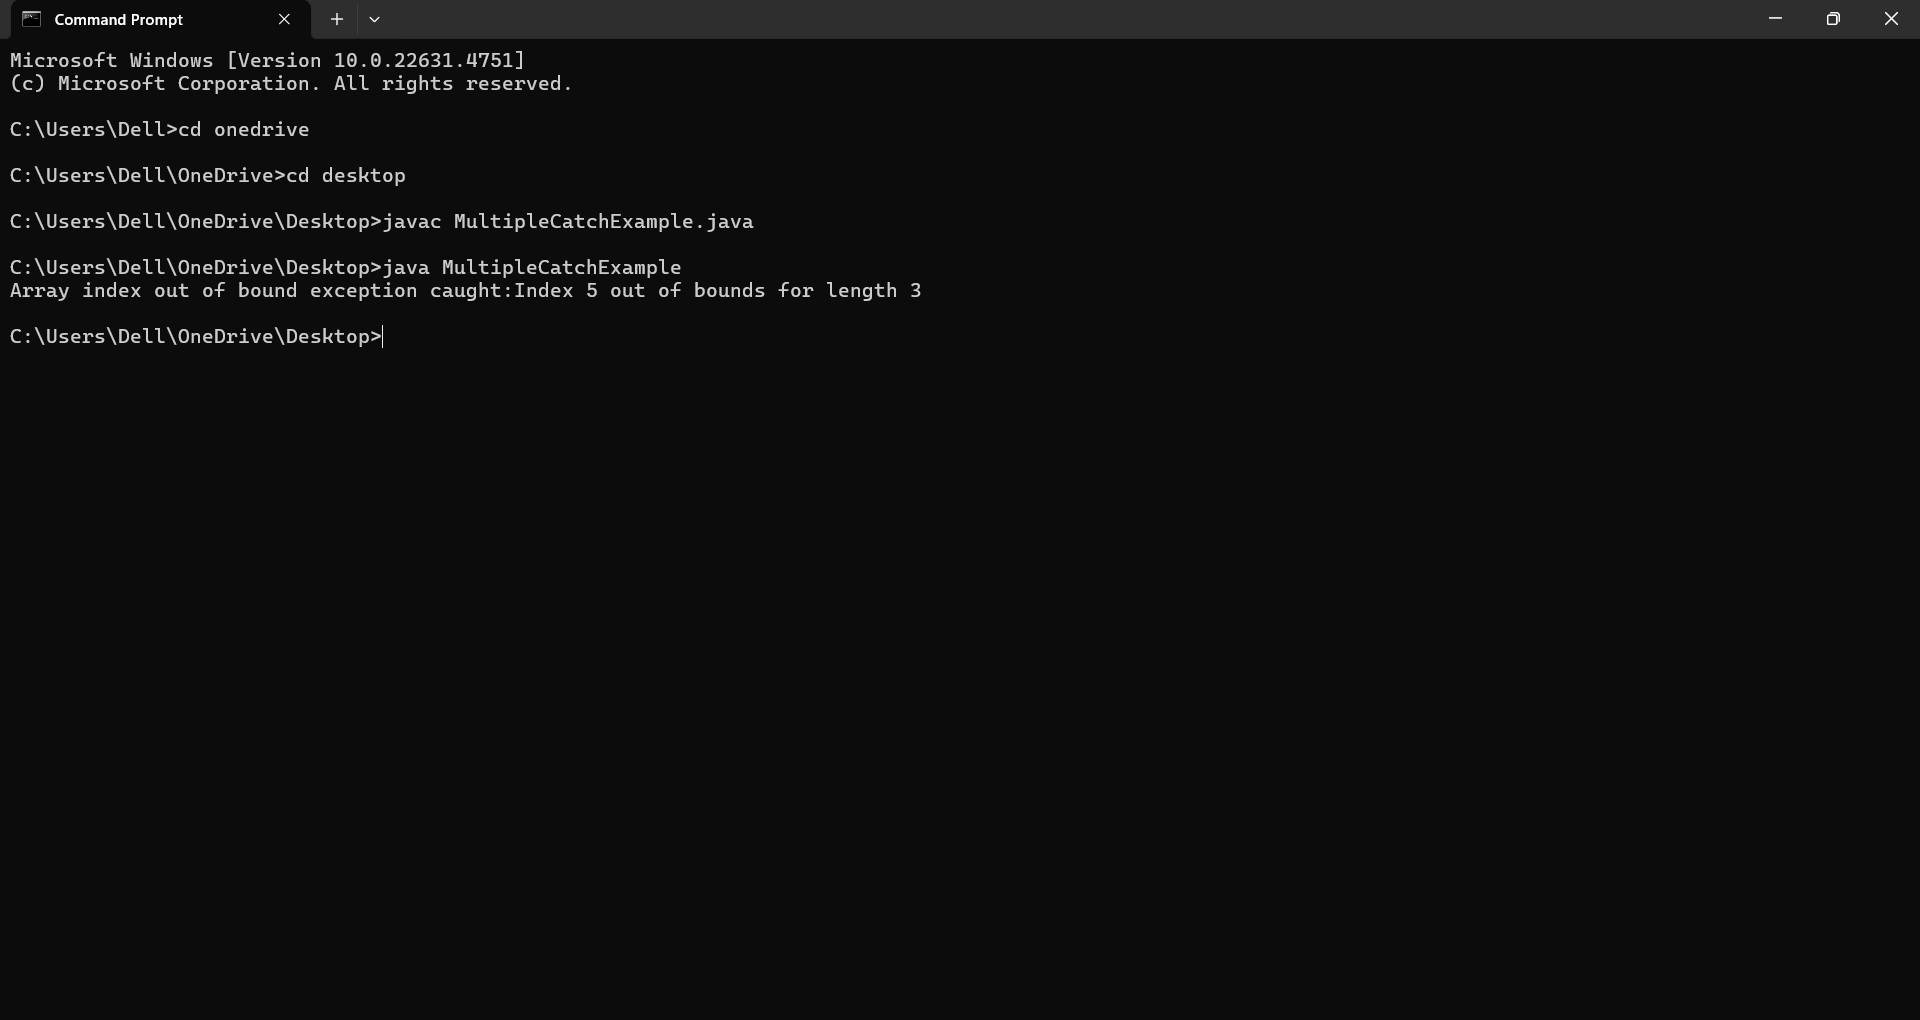 Command Prompt
Microsoft Windows [Version 10.0.22631.4751]
(c) Microsoft Corporation. All rights reserved.
C:\Users\Dell>cd onedrive
C:\Users\Dell\OneDrive>cd desktop
C:\Users\Dell\OneDrive\Desktop>javac MultipleCatchExample.java
C:\Users\Dell\OneDrive\Desktop>java MultipleCatchExample
Array index out of bound exception caught:Index 5 out of bounds for length 3
C:\Users\Dell\OneDrive\Desktop>